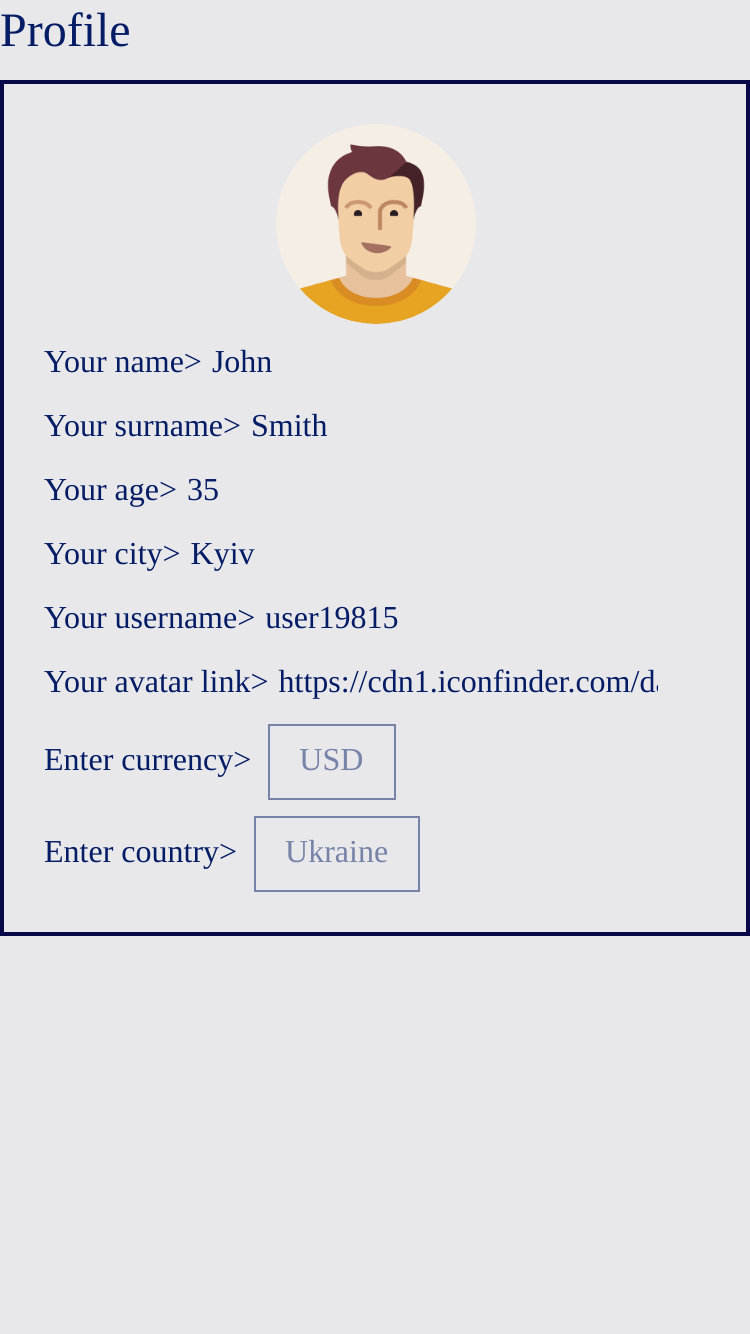 Profile
Your name> John
Your surname> Smith
Your age> 35
Your city> Kyiv
Your username> user19815
Your avatar link> https://cdn1.iconfinder.com/d
Enter currency> USD
Enter country> Ukraine